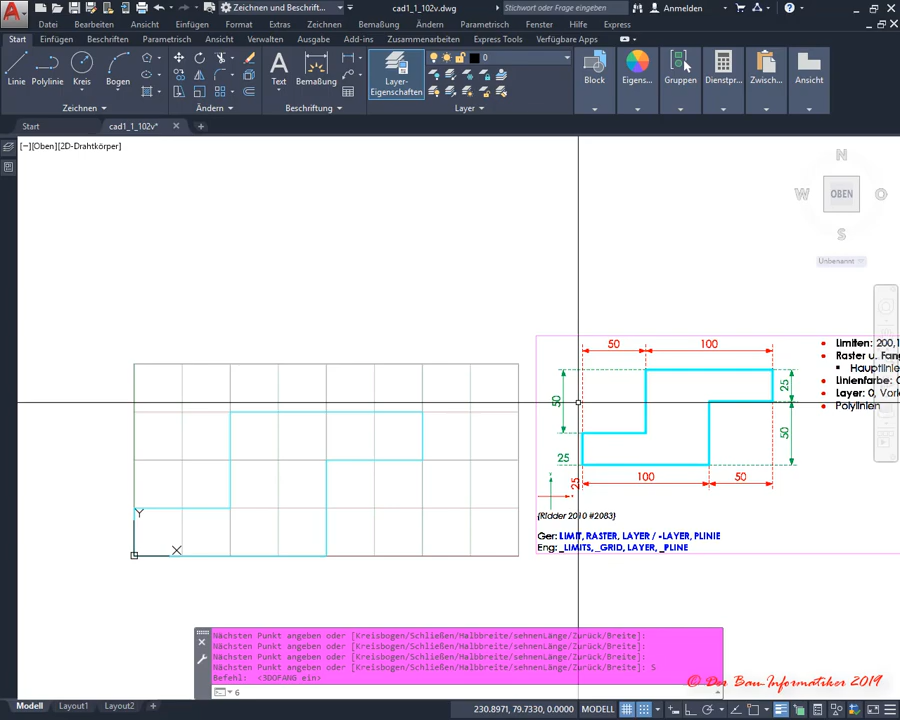 Zeichnen und Beschrift...
cad1_1_102v.dwg
Stichwort oder Frage eingeben
Anmelden
Datei Bearbeiten Ansicht Einfügen Format Extras Zeichnen Bemaßung Ändern Parametrisch Fenster Hilfe Express
Start Einfügen Beschriften Parametrisch Ansicht Verwalten Ausgabe Add-ins Zusammenarbeiten Express Tools Verfügbare Apps
Linie Polylinie Kreis Bogen
Text Bemaßung
Layer-
Eigenschaften
0
Block Eigens... Gruppen Dienstpr... Zwisch... Ansicht
Zeichnen Ändern Beschriftung Layer
Start cad1_1_102v*
[−][Oben][2D-Drahtkörper]
N
W OBEN O
S
Unbenannt
50 100
25
50
50
25
25
100 50
(Ridder 2010 #2083)
Ger: LIMIT, RASTER, LAYER / -LAYER, PLINIE
Eng: _LIMITS, _GRID, LAYER, _PLINE
Limiten: 200,1
Raster u. Fan
Hauptlinie
Linienfarbe: C
Layer: 0, Vorl
Polylinien
Y
X
Nächsten Punkt angeben oder [Kreisbogen/Schließen/Halbbreite/sehnenLänge/Zurück/Breite]:
Nächsten Punkt angeben oder [Kreisbogen/Schließen/Halbbreite/sehnenLänge/Zurück/Breite]:
Nächsten Punkt angeben oder [Kreisbogen/Schließen/Halbbreite/sehnenLänge/Zurück/Breite]:
Nächsten Punkt angeben oder [Kreisbogen/Schließen/Halbbreite/sehnenLänge/Zurück/Breite]: S
Befehl: <3DOFANG ein>
6
© Der Bau-Informatiker 2019
Modell Layout1 Layout2
230.8971, 79.7330, 0.0000 MODELL